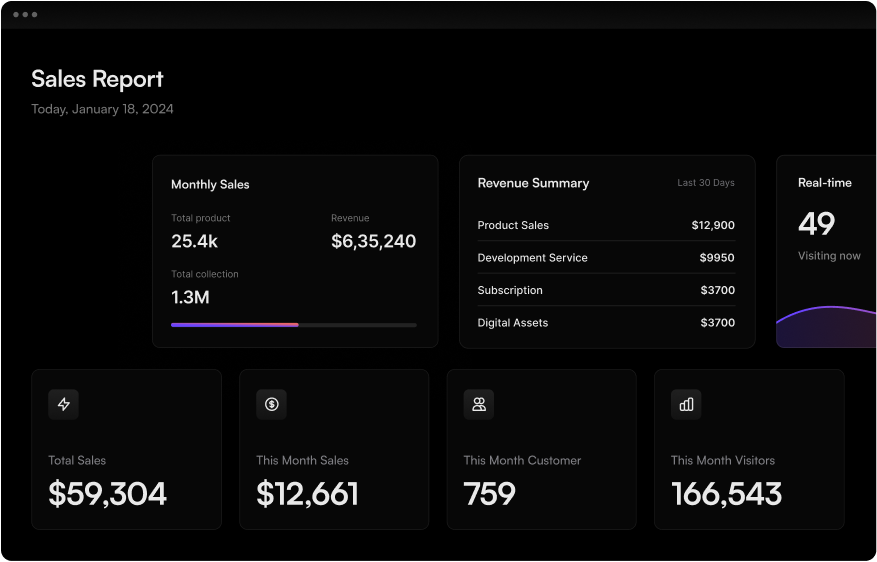 Sales Report
Today, January 18, 2024
Monthly Sales
Total product
Revenue
25.4k
$6,35,240
Total collection
1.3M
Revenue Summary
Last 30 Days
Product Sales
$12,900
Development Service
$9950
Subscription
$3700
Digital Assets
$3700
Real-time
49
Visiting now
Total Sales
$59,304
This Month Sales
$12,661
This Month Customer
759
This Month Visitors
166,543